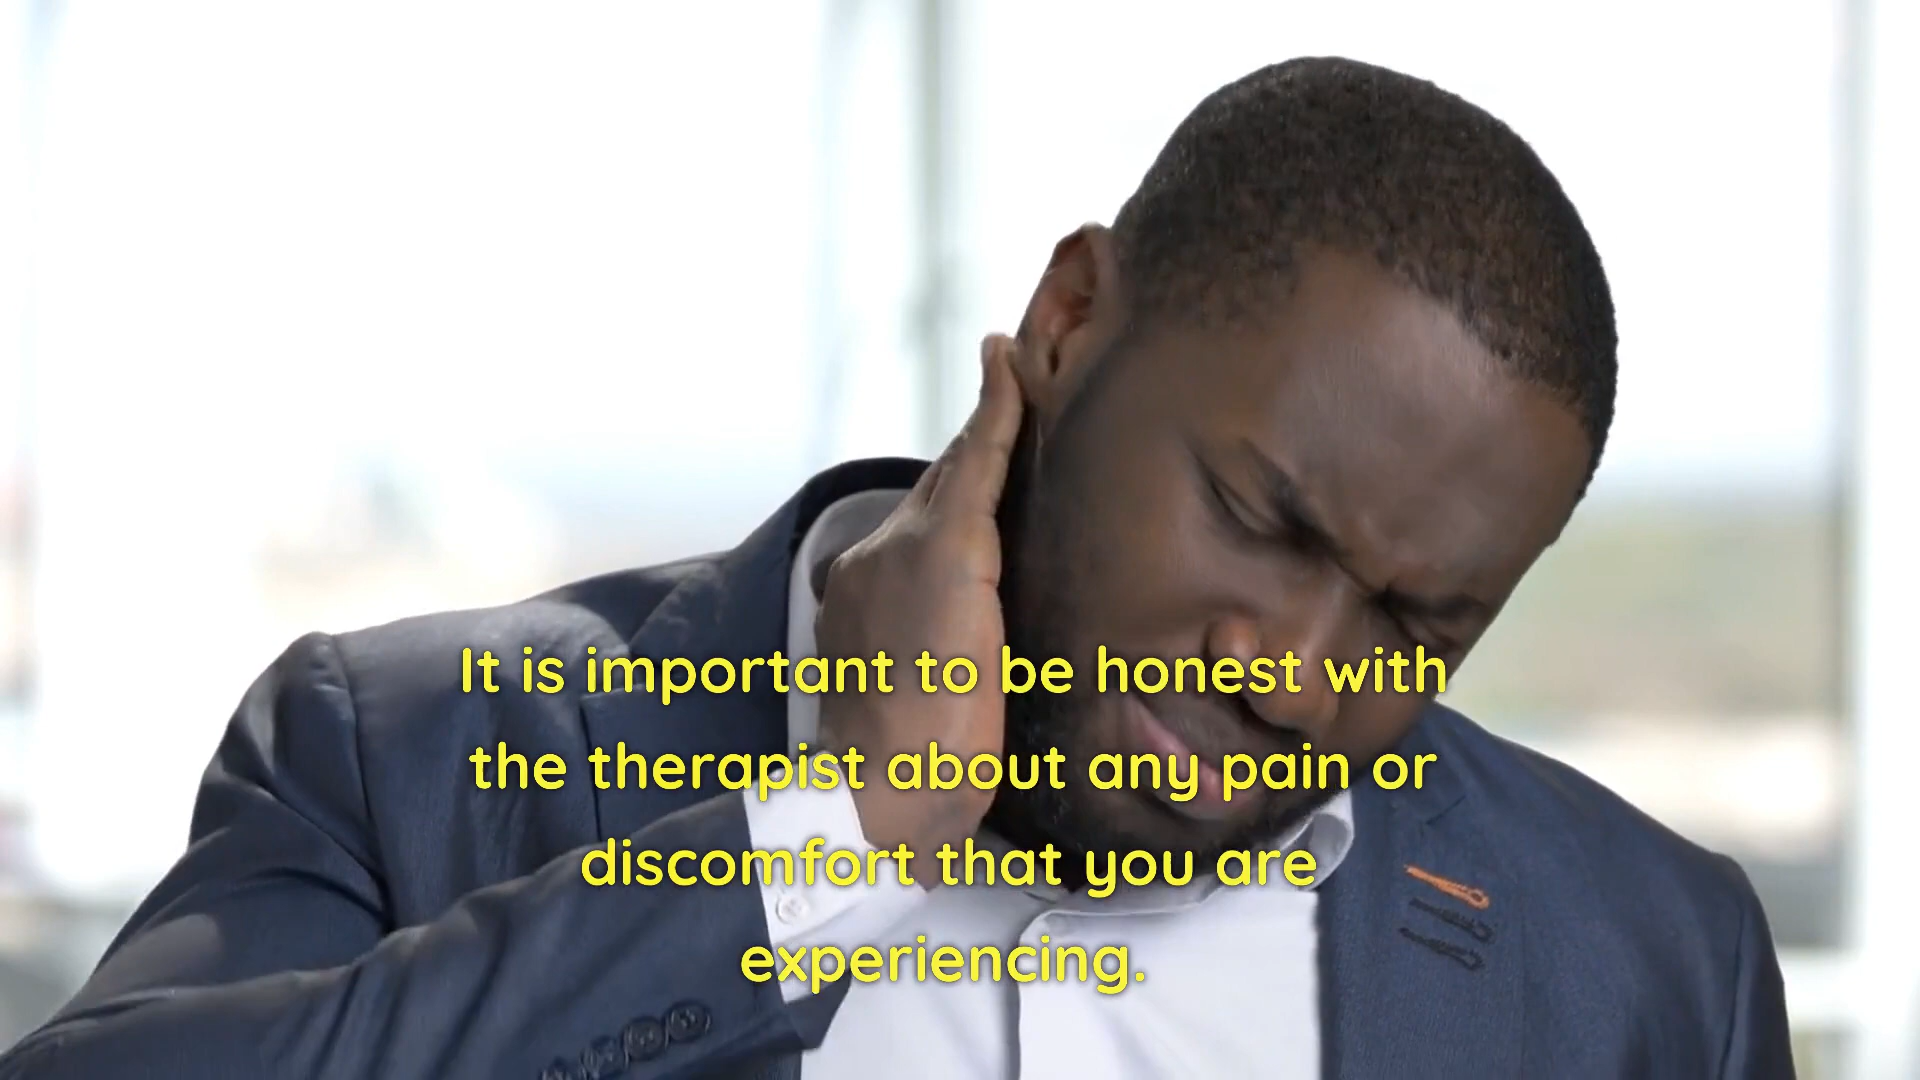 It is important to be honest with
the therapist about any pain or
discomfort that you are
experiencing.